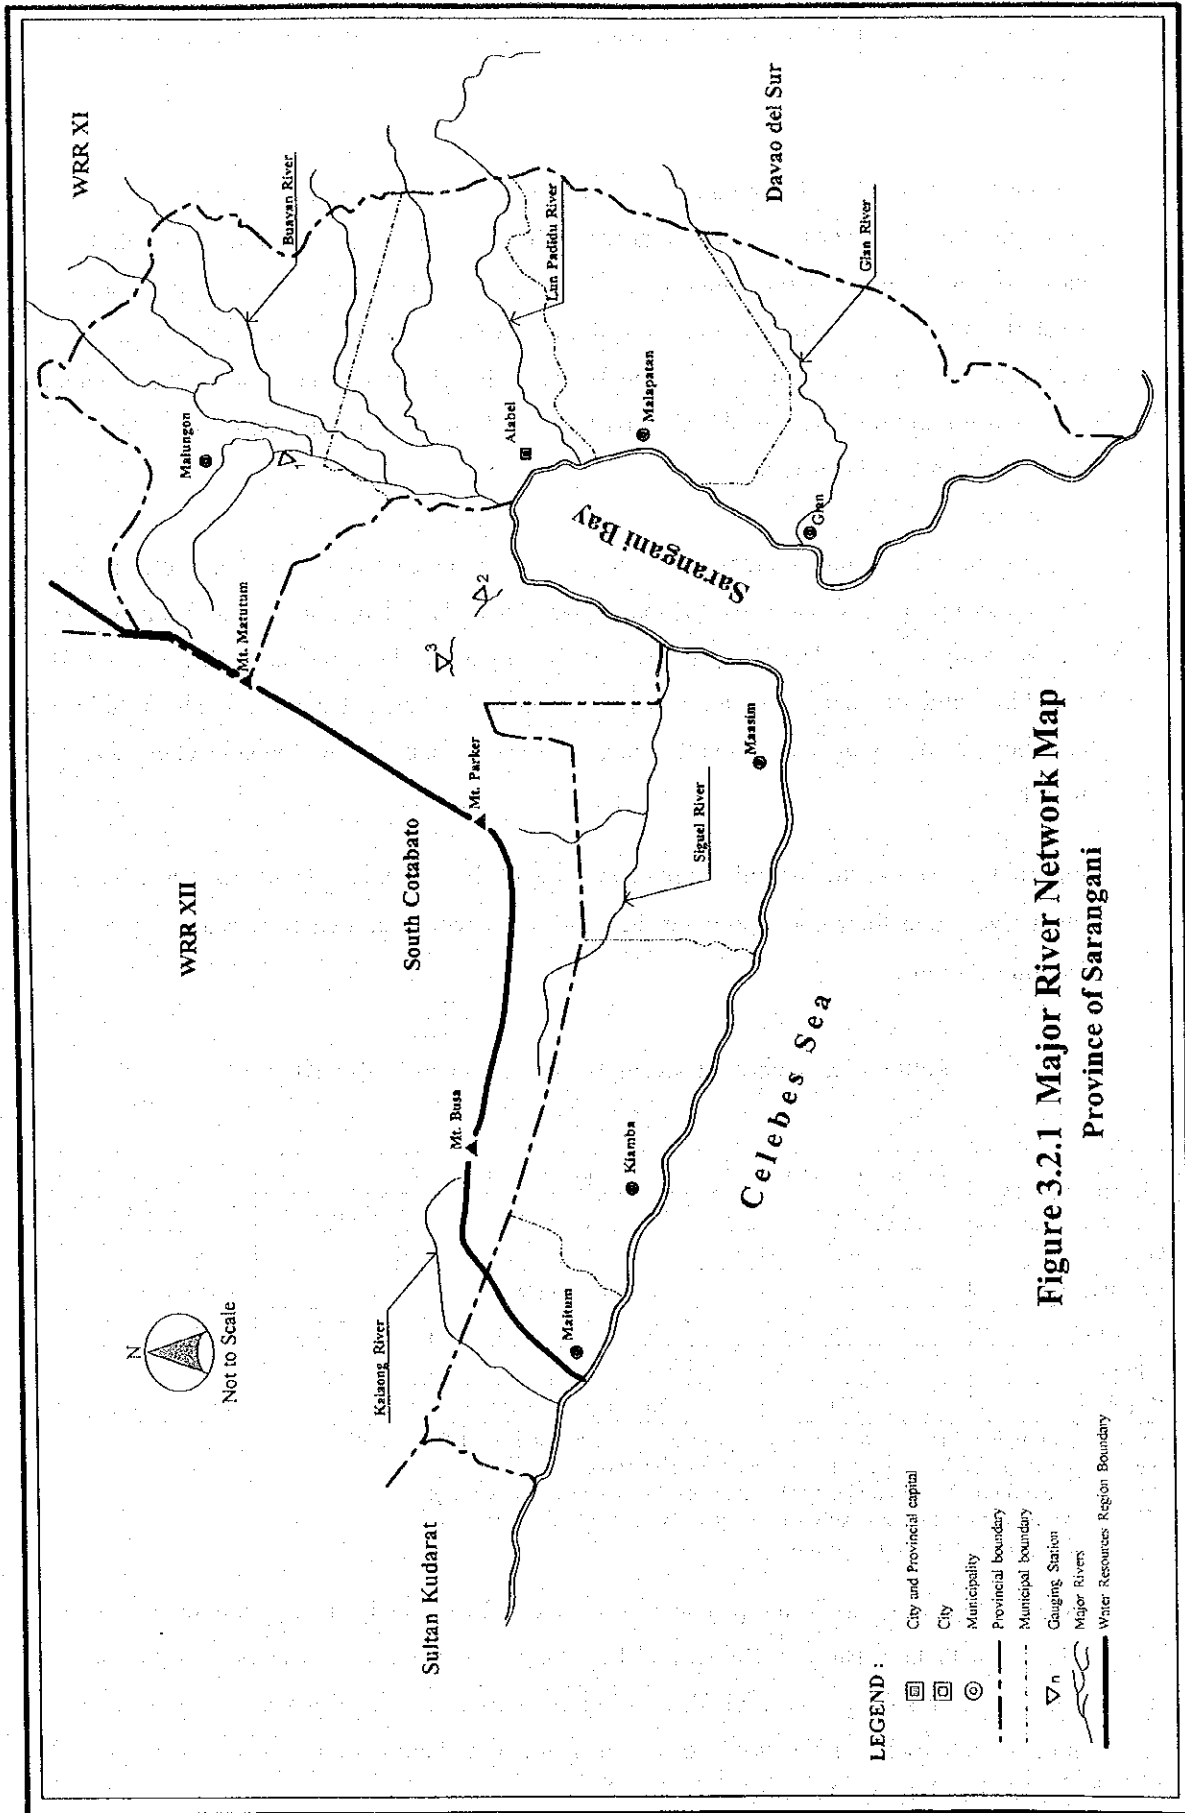 WRR XI
WRR XII
Buayan River
Malungon
Mt. Matutum
Davao del Sur
Lun Padidu River
Glan River
Alabel
Malapatan
Glan
Sarangani Bay
2
3
Mt. Parker
South Cotabato
Siguel River
Maasim
Mt. Busa
Kiamba
Celebes Sea
Kalaong River
Maitum
Sultan Kudarat
N
Not to Scale
LEGEND :
City and Provincial capital
City
Municipality
Provincial boundary
Municipal boundary
n Gauging Station
Major Rivers
Water Resources Region Boundary
Figure 3.2.1 Major River Network Map
Province of Sarangani